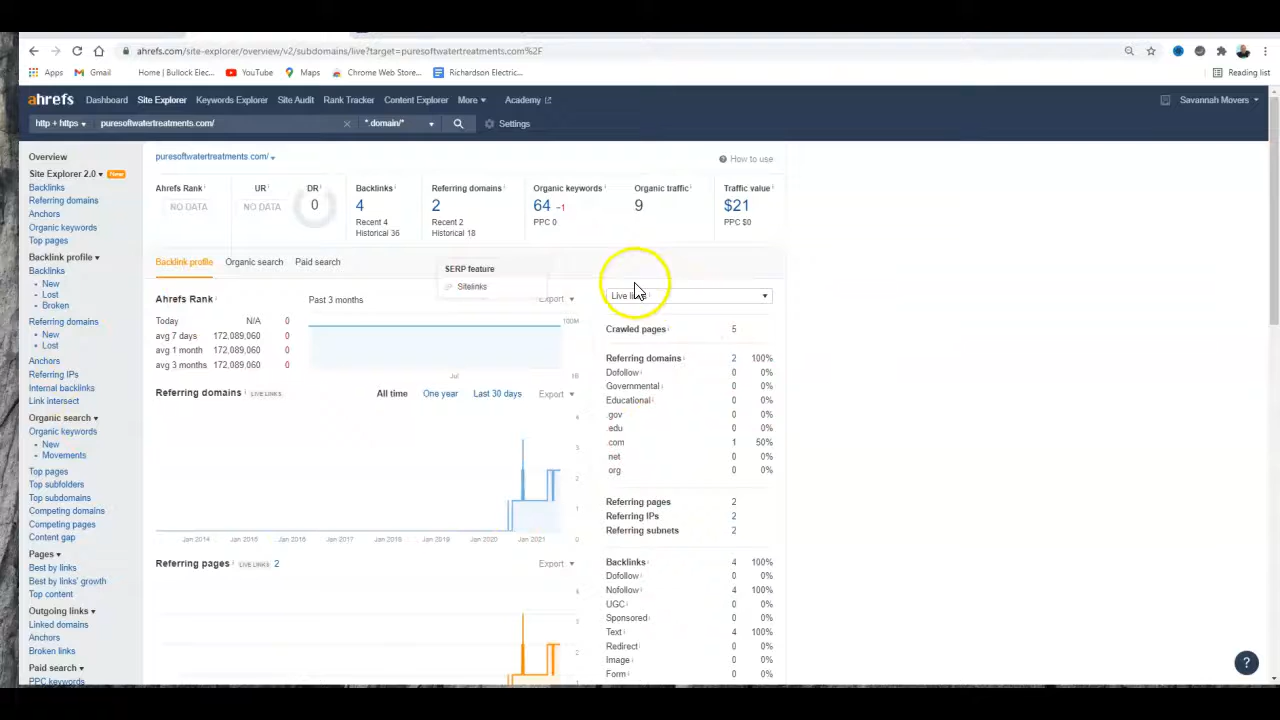 ahrefs.com/site-explorer/overview/v2/subdomains/live?target=puresoftwatertreatments.com%2F
Apps Gmail Home | Bullock Elec... YouTube Maps Chrome Web Store... Richardson Electric... Reading list
ahrefs Dashboard Site Explorer Keywords Explorer Site Audit Rank Tracker Content Explorer More Academy Savannah Movers
http + https puresoftwatertreatments.com/ *.domain/* Settings
Overview
Site Explorer 2.0 New
Backlinks
Referring domains
Anchors
Organic keywords
Top pages
Backlink profile
Backlinks
New
Lost
Broken
Referring domains
New
Lost
Anchors
Referring IPs
Internal backlinks
Link intersect
Organic search
Organic keywords
New
Movements
Top pages
Top subfolders
Top subdomains
Competing domains
Competing pages
Content gap
Pages
Best by links
Best by links' growth
Top content
Outgoing links
Linked domains
Anchors
Broken links
Paid search
PPC keywords
puresoftwatertreatments.com/ How to use
Ahrefs Rank UR DR Backlinks Referring domains Organic keywords Organic traffic Traffic value
NO DATA NO DATA 0 4 2 64 -1 9 $21
Recent 4 Recent 2 PPC 0 PPC $0
Historical 36 Historical 18
Backlink profile Organic search Paid search
SERP feature
Sitelinks
Ahrefs Rank Past 3 months Export
Today N/A 0
avg 7 days 172,089,060 0
avg 1 month 172,089,060 0
avg 3 months 172,089,060 0
100M
Jul 1B
Referring domains LIVE LINKS All time One year Last 30 days Export
4
3
2
1
0
Jan 2014 Jan 2015 Jan 2016 Jan 2017 Jan 2018 Jan 2019 Jan 2020 Jan 2021
Referring pages LIVE LINKS 2 Export
4
3
2
1
Live links
Crawled pages 5
Referring domains 2 100%
Dofollow 0 0%
Governmental 0 0%
Educational 0 0%
.gov 0 0%
.edu 0 0%
.com 1 50%
.net 0 0%
.org 0 0%
Referring pages 2
Referring IPs 2
Referring subnets 2
Backlinks 4 100%
Dofollow 0 0%
Nofollow 4 100%
UGC 0 0%
Sponsored 0 0%
Text 4 100%
Redirect 0 0%
Image 0 0%
Form 0 0%
?